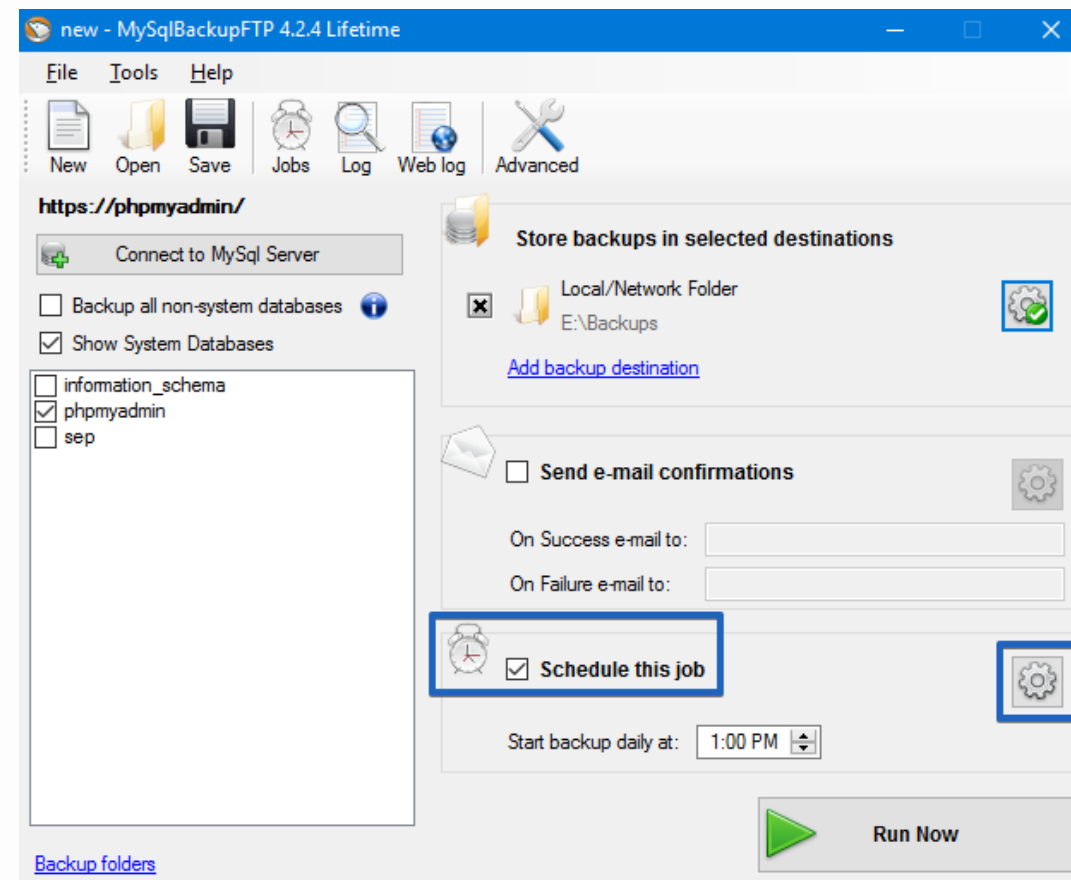 new - MySqlBackupFTP 4.2.4 Lifetime
File Tools Help
New Open Save Jobs Log Web log Advanced
https://phpmyadmin/
Connect to MySql Server
Backup all non-system databases
Show System Databases
information_schema
phpmyadmin
sep
Backup folders
Store backups in selected destinations
Local/Network Folder
E:\Backups
Add backup destination
Send e-mail confirmations
On Success e-mail to:
On Failure e-mail to:
Schedule this job
Start backup daily at: 1:00 PM
Run Now